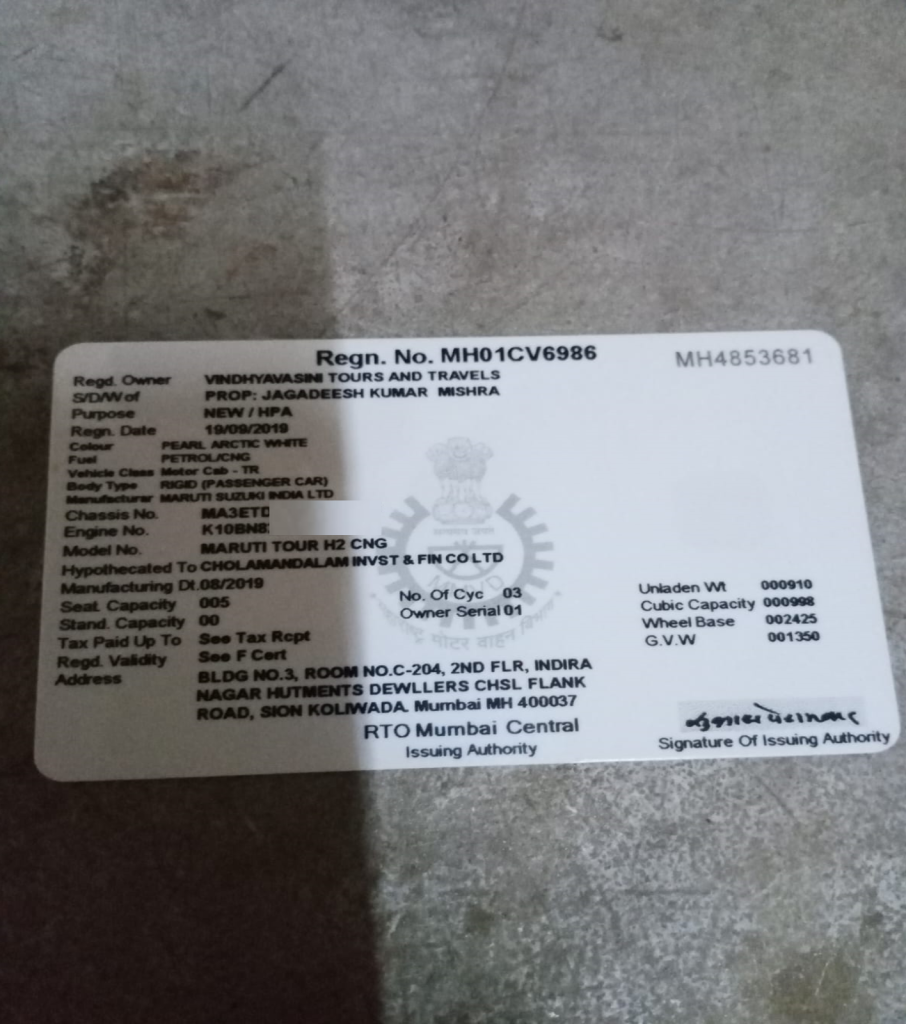 Regn. No. MH01CV6986 MH4853681
Regd. Owner VINDHYAVASINI TOURS AND TRAVELS
S/D/W of PROP: JAGADEESH KUMAR MISHRA
Purpose NEW / HPA
Regn. Date 19/09/2019
Colour PEARL ARCTIC WHITE
Fuel PETROL/CNG
Vehicle Class Motor Cab - TR
Body Type RIGID (PASSENGER CAR)
Manufacturer MARUTI SUZUKI INDIA LTD
Chassis No. MA3ET
Engine No. K10BN
Model No. MARUTI TOUR H2 CNG
Hypothecated To CHOLAMANDALAM INVST & FIN CO LTD
Manufacturing Dt.08/2019 No. Of Cyc 03 Unladen Wt 000910
Seat. Capacity 005 Owner Serial 01 Cubic Capacity 000998
Stand. Capacity 00 Wheel Base 002425
Tax Paid Up To See Tax Rcpt G.V.W 001350
Regd. Validity See F Cert
Address BLDG NO.3, ROOM NO.C-204, 2ND FLR, INDIRA
NAGAR HUTMENTS DEWLLERS CHSL FLANK
ROAD, SION KOLIWADA. Mumbai MH 400037
RTO Mumbai Central
Issuing Authority Signature Of Issuing Authority
मोटर वाहन विभाग